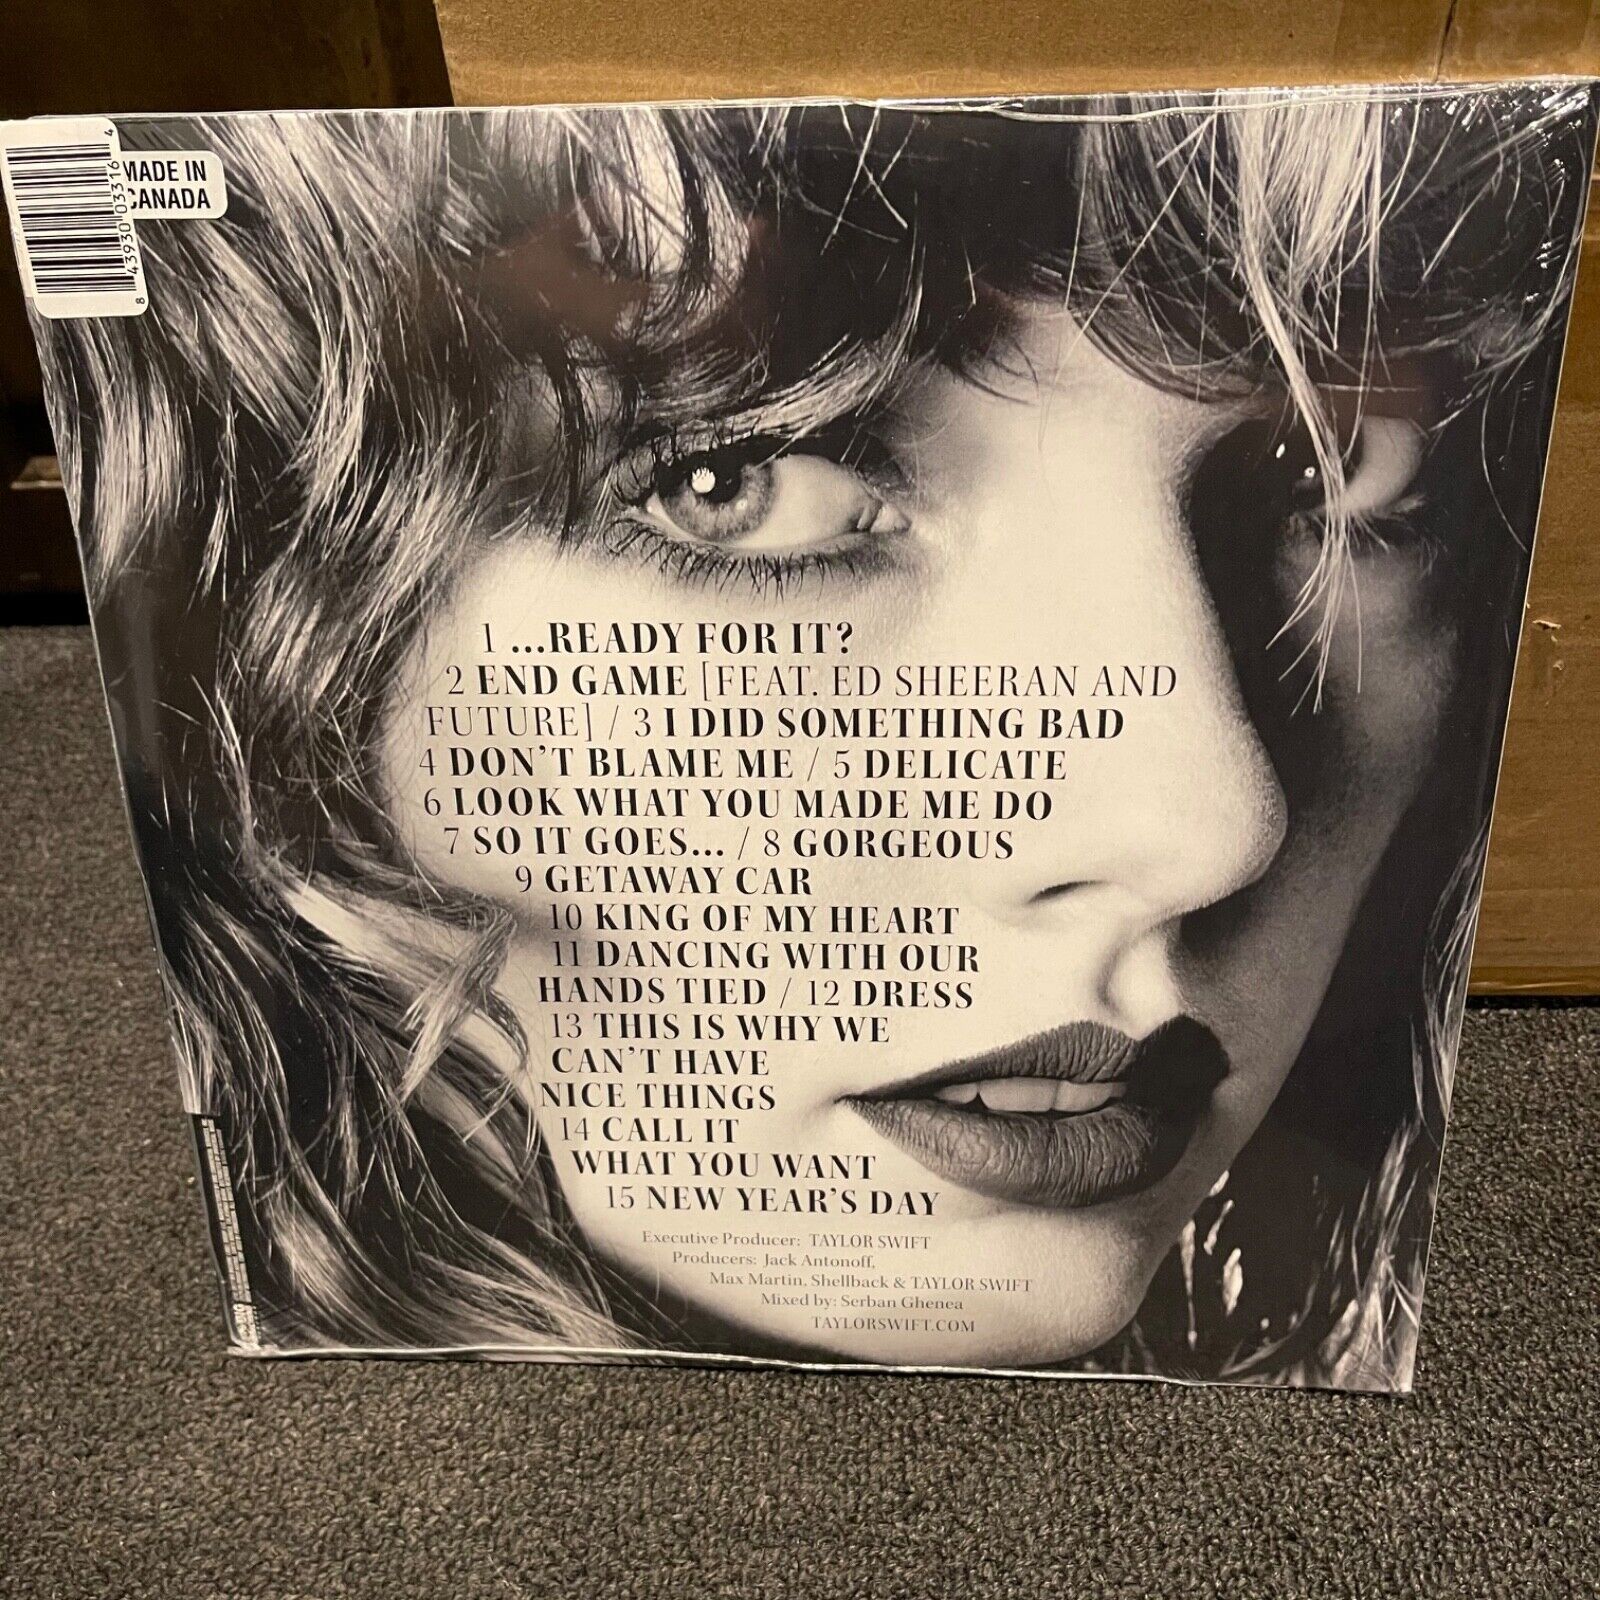 MADE IN
CANADA
8 43930 03316 4
1 ...READY FOR IT?
2 END GAME [FEAT. ED SHEERAN AND
FUTURE] / 3 I DID SOMETHING BAD
4 DON'T BLAME ME / 5 DELICATE
6 LOOK WHAT YOU MADE ME DO
7 SO IT GOES... / 8 GORGEOUS
9 GETAWAY CAR
10 KING OF MY HEART
11 DANCING WITH OUR
HANDS TIED / 12 DRESS
13 THIS IS WHY WE
CAN'T HAVE
NICE THINGS
14 CALL IT
WHAT YOU WANT
15 NEW YEAR'S DAY
Executive Producer: TAYLOR SWIFT
Producers: Jack Antonoff,
Max Martin, Shellback & TAYLOR SWIFT
Mixed by: Serban Ghenea
TAYLORSWIFT.COM